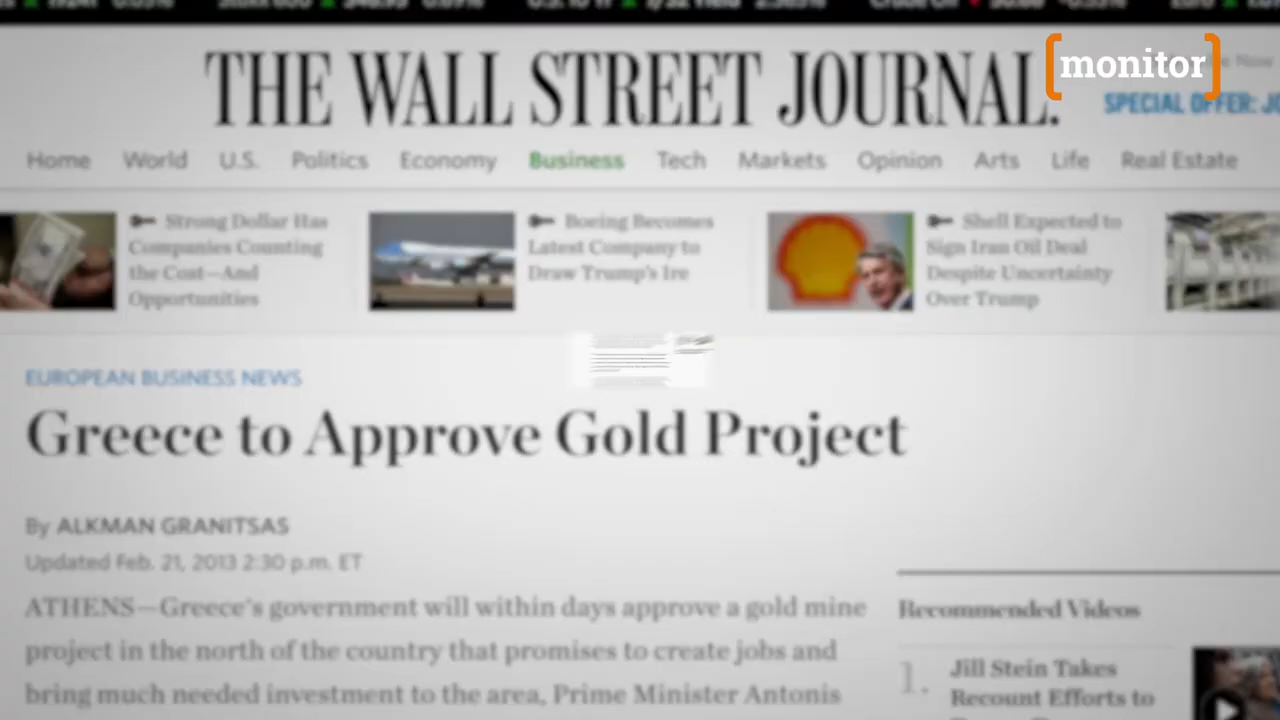 [monitor]
THE WALL STREET JOURNAL.
SPECIAL OFFER: J
Home World U.S. Politics Economy Business Tech Markets Opinion Arts Life Real Estate
Strong Dollar Has
Companies Counting
the Cost—And
Opportunities
Boeing Becomes
Latest Company to
Draw Trump's Ire
Shell Expected to
Sign Iran Oil Deal
Despite Uncertainty
Over Trump
EUROPEAN BUSINESS NEWS
Greece to Approve Gold Project
By ALKMAN GRANITSAS
Updated Feb. 21, 2013 2:30 p.m. ET
ATHENS—Greece's government will within days approve a gold mine
project in the north of the country that promises to create jobs and
bring much needed investment to the area, Prime Minister Antonis
Recommended Videos
1. Jill Stein Takes
Recount Efforts to